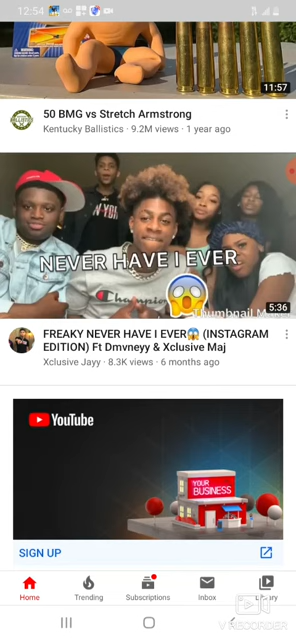 12:54
11:57
50 BMG vs Stretch Armstrong
Kentucky Ballistics · 9.2M views · 1 year ago
NEVER HAVE I EVER
Champion
5:36
FREAKY NEVER HAVE I EVER😱 (INSTAGRAM
EDITION) Ft Dmvneyy & Xclusive Maj
Xclusive Jayy · 8.3K views · 6 months ago
YouTube
YOUR
BUSINESS
SIGN UP
Home
Trending
Subscriptions
Inbox
Library
V RECORDER